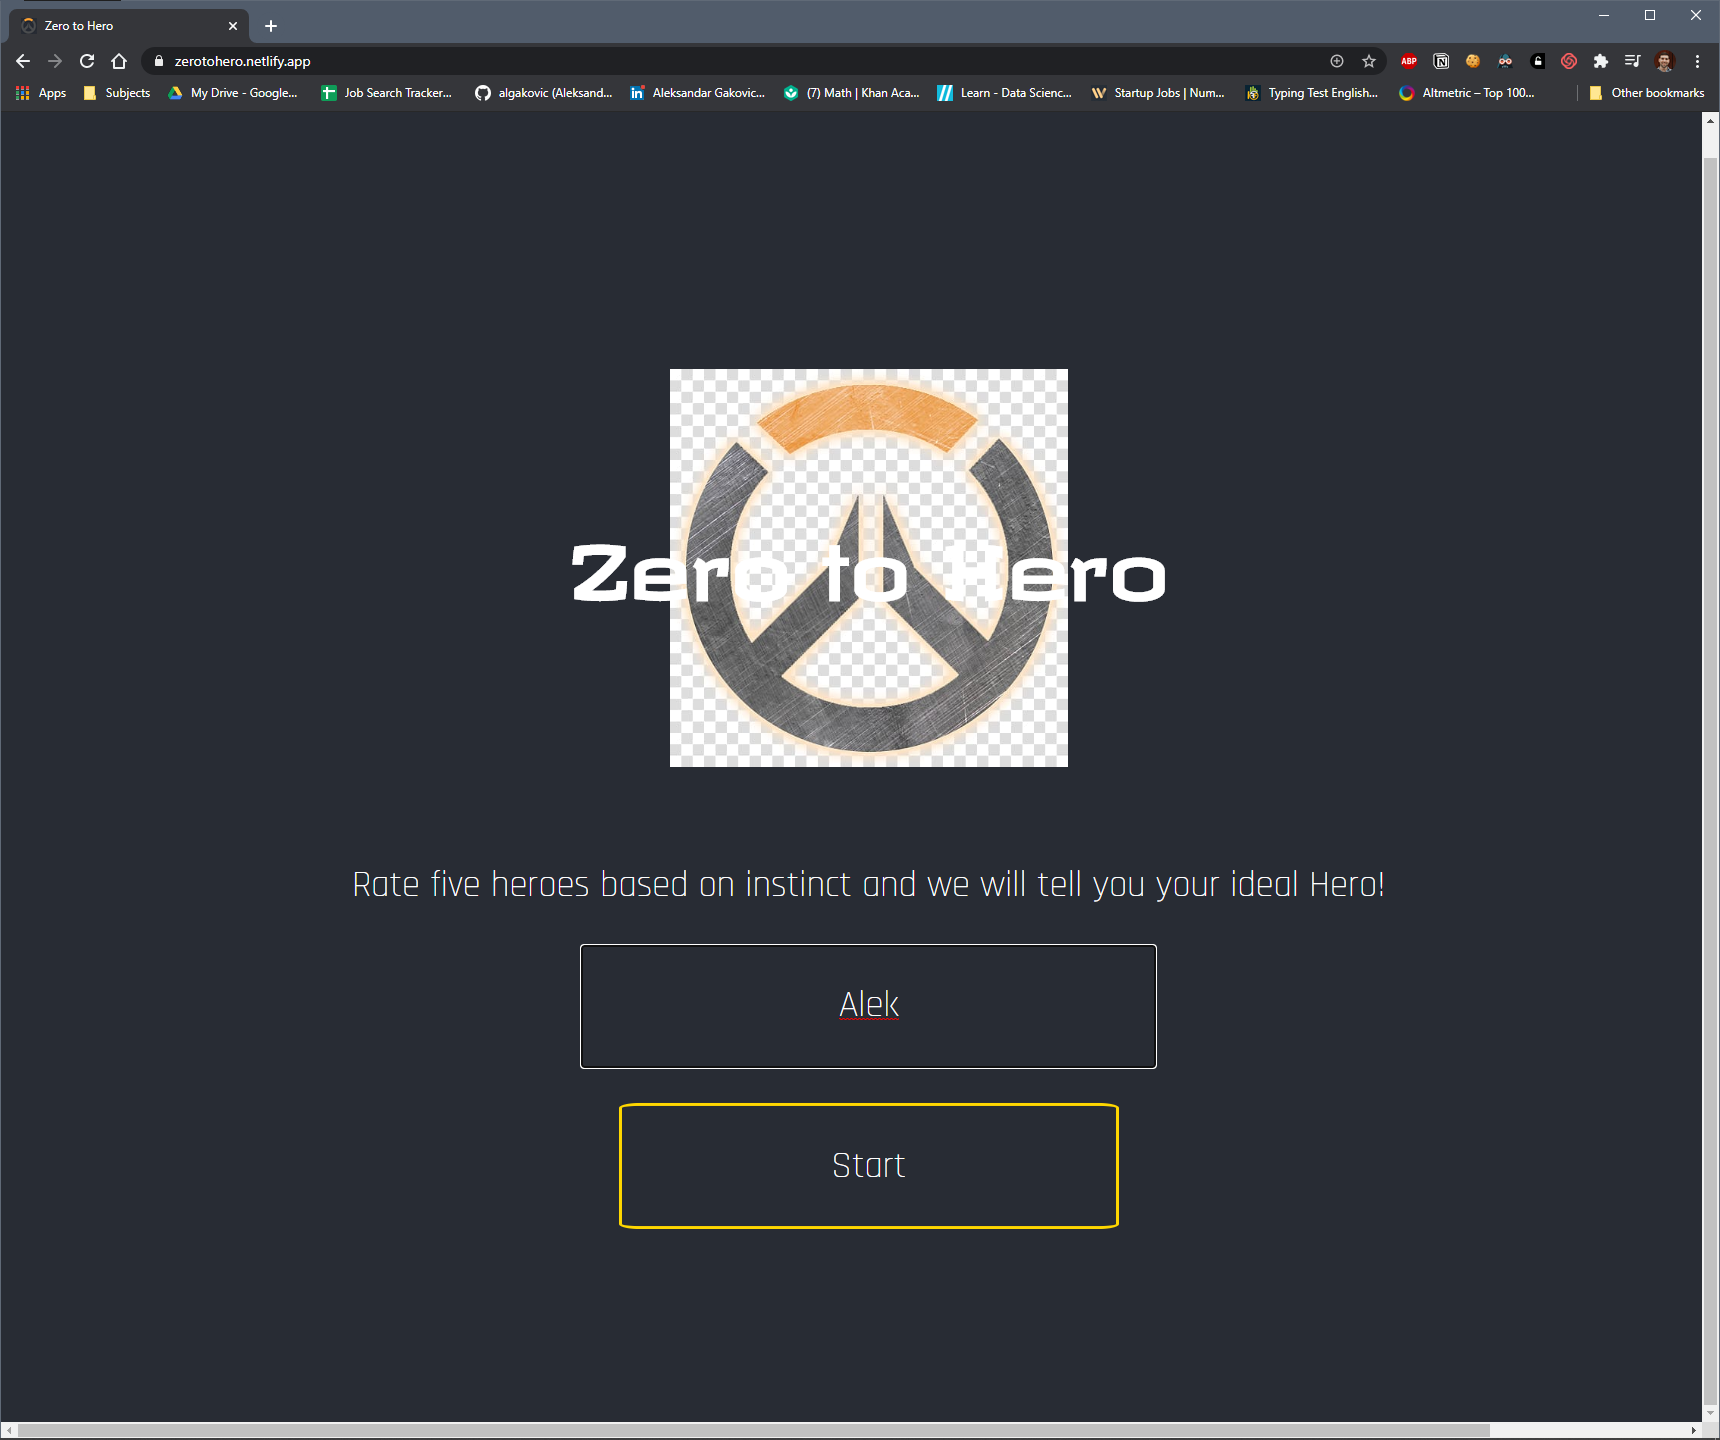 Zero to Hero
zerotohero.netlify.app
ABP
Apps Subjects My Drive - Google... Job Search Tracker... algakovic (Aleksand... Aleksandar Gakovic... (7) Math | Khan Aca... Learn - Data Scienc... Startup Jobs | Num... Typing Test English... Altmetric – Top 100... Other bookmarks
Zero to Hero
Rate five heroes based on instinct and we will tell you your ideal Hero!
Alek
Start